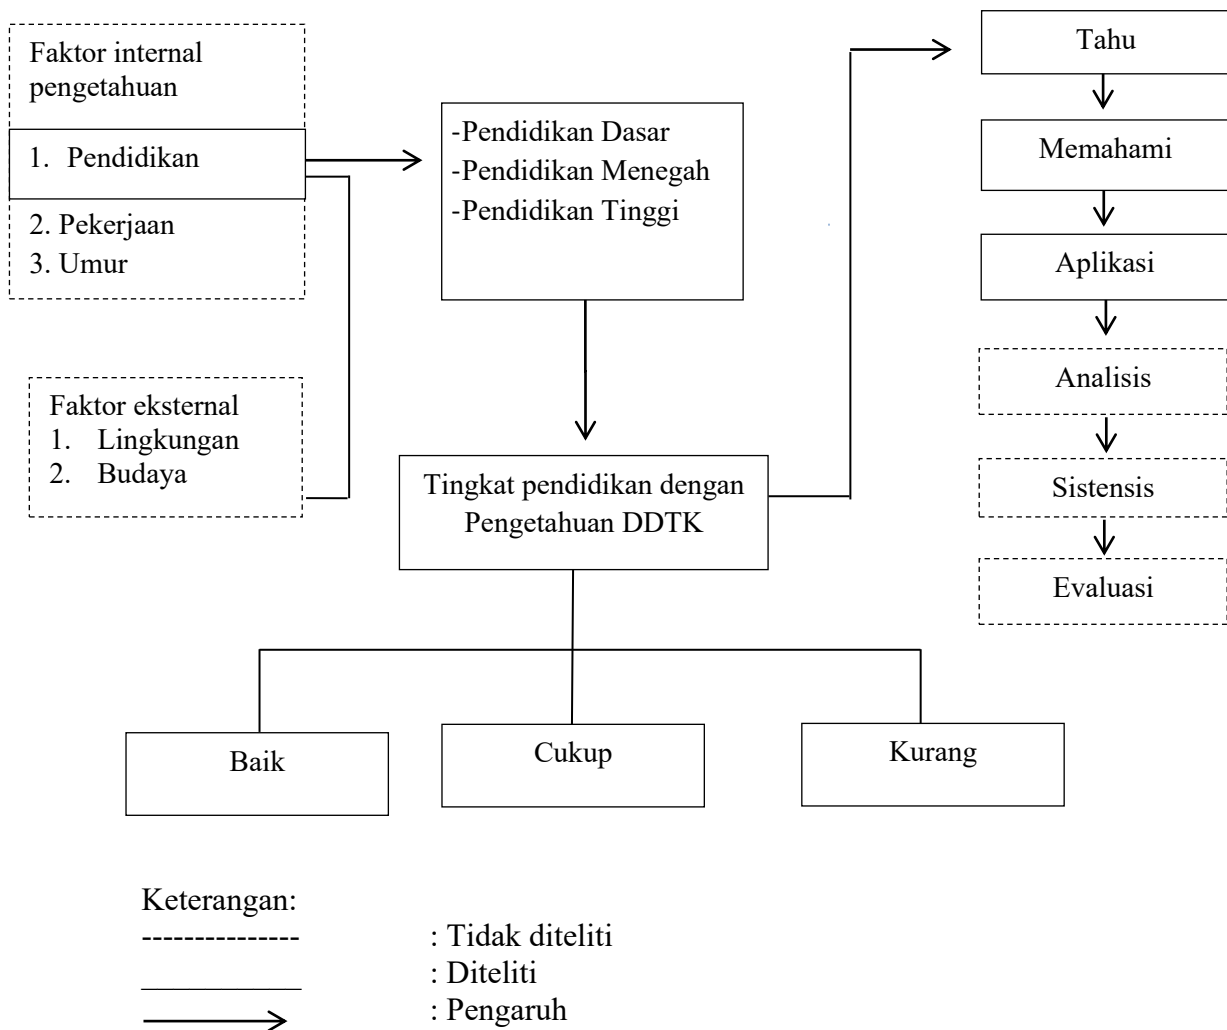 Faktor internal
pengetahuan
1. Pendidikan
2. Pekerjaan
3. Umur
Faktor eksternal
1. Lingkungan
2. Budaya
-Pendidikan Dasar
-Pendidikan Menegah
-Pendidikan Tinggi
Tingkat pendidikan dengan
Pengetahuan DDTK
Tahu
Memahami
Aplikasi
Analisis
Sistensis
Evaluasi
Baik
Cukup
Kurang
Keterangan:
: Tidak diteliti
: Diteliti
: Pengaruh